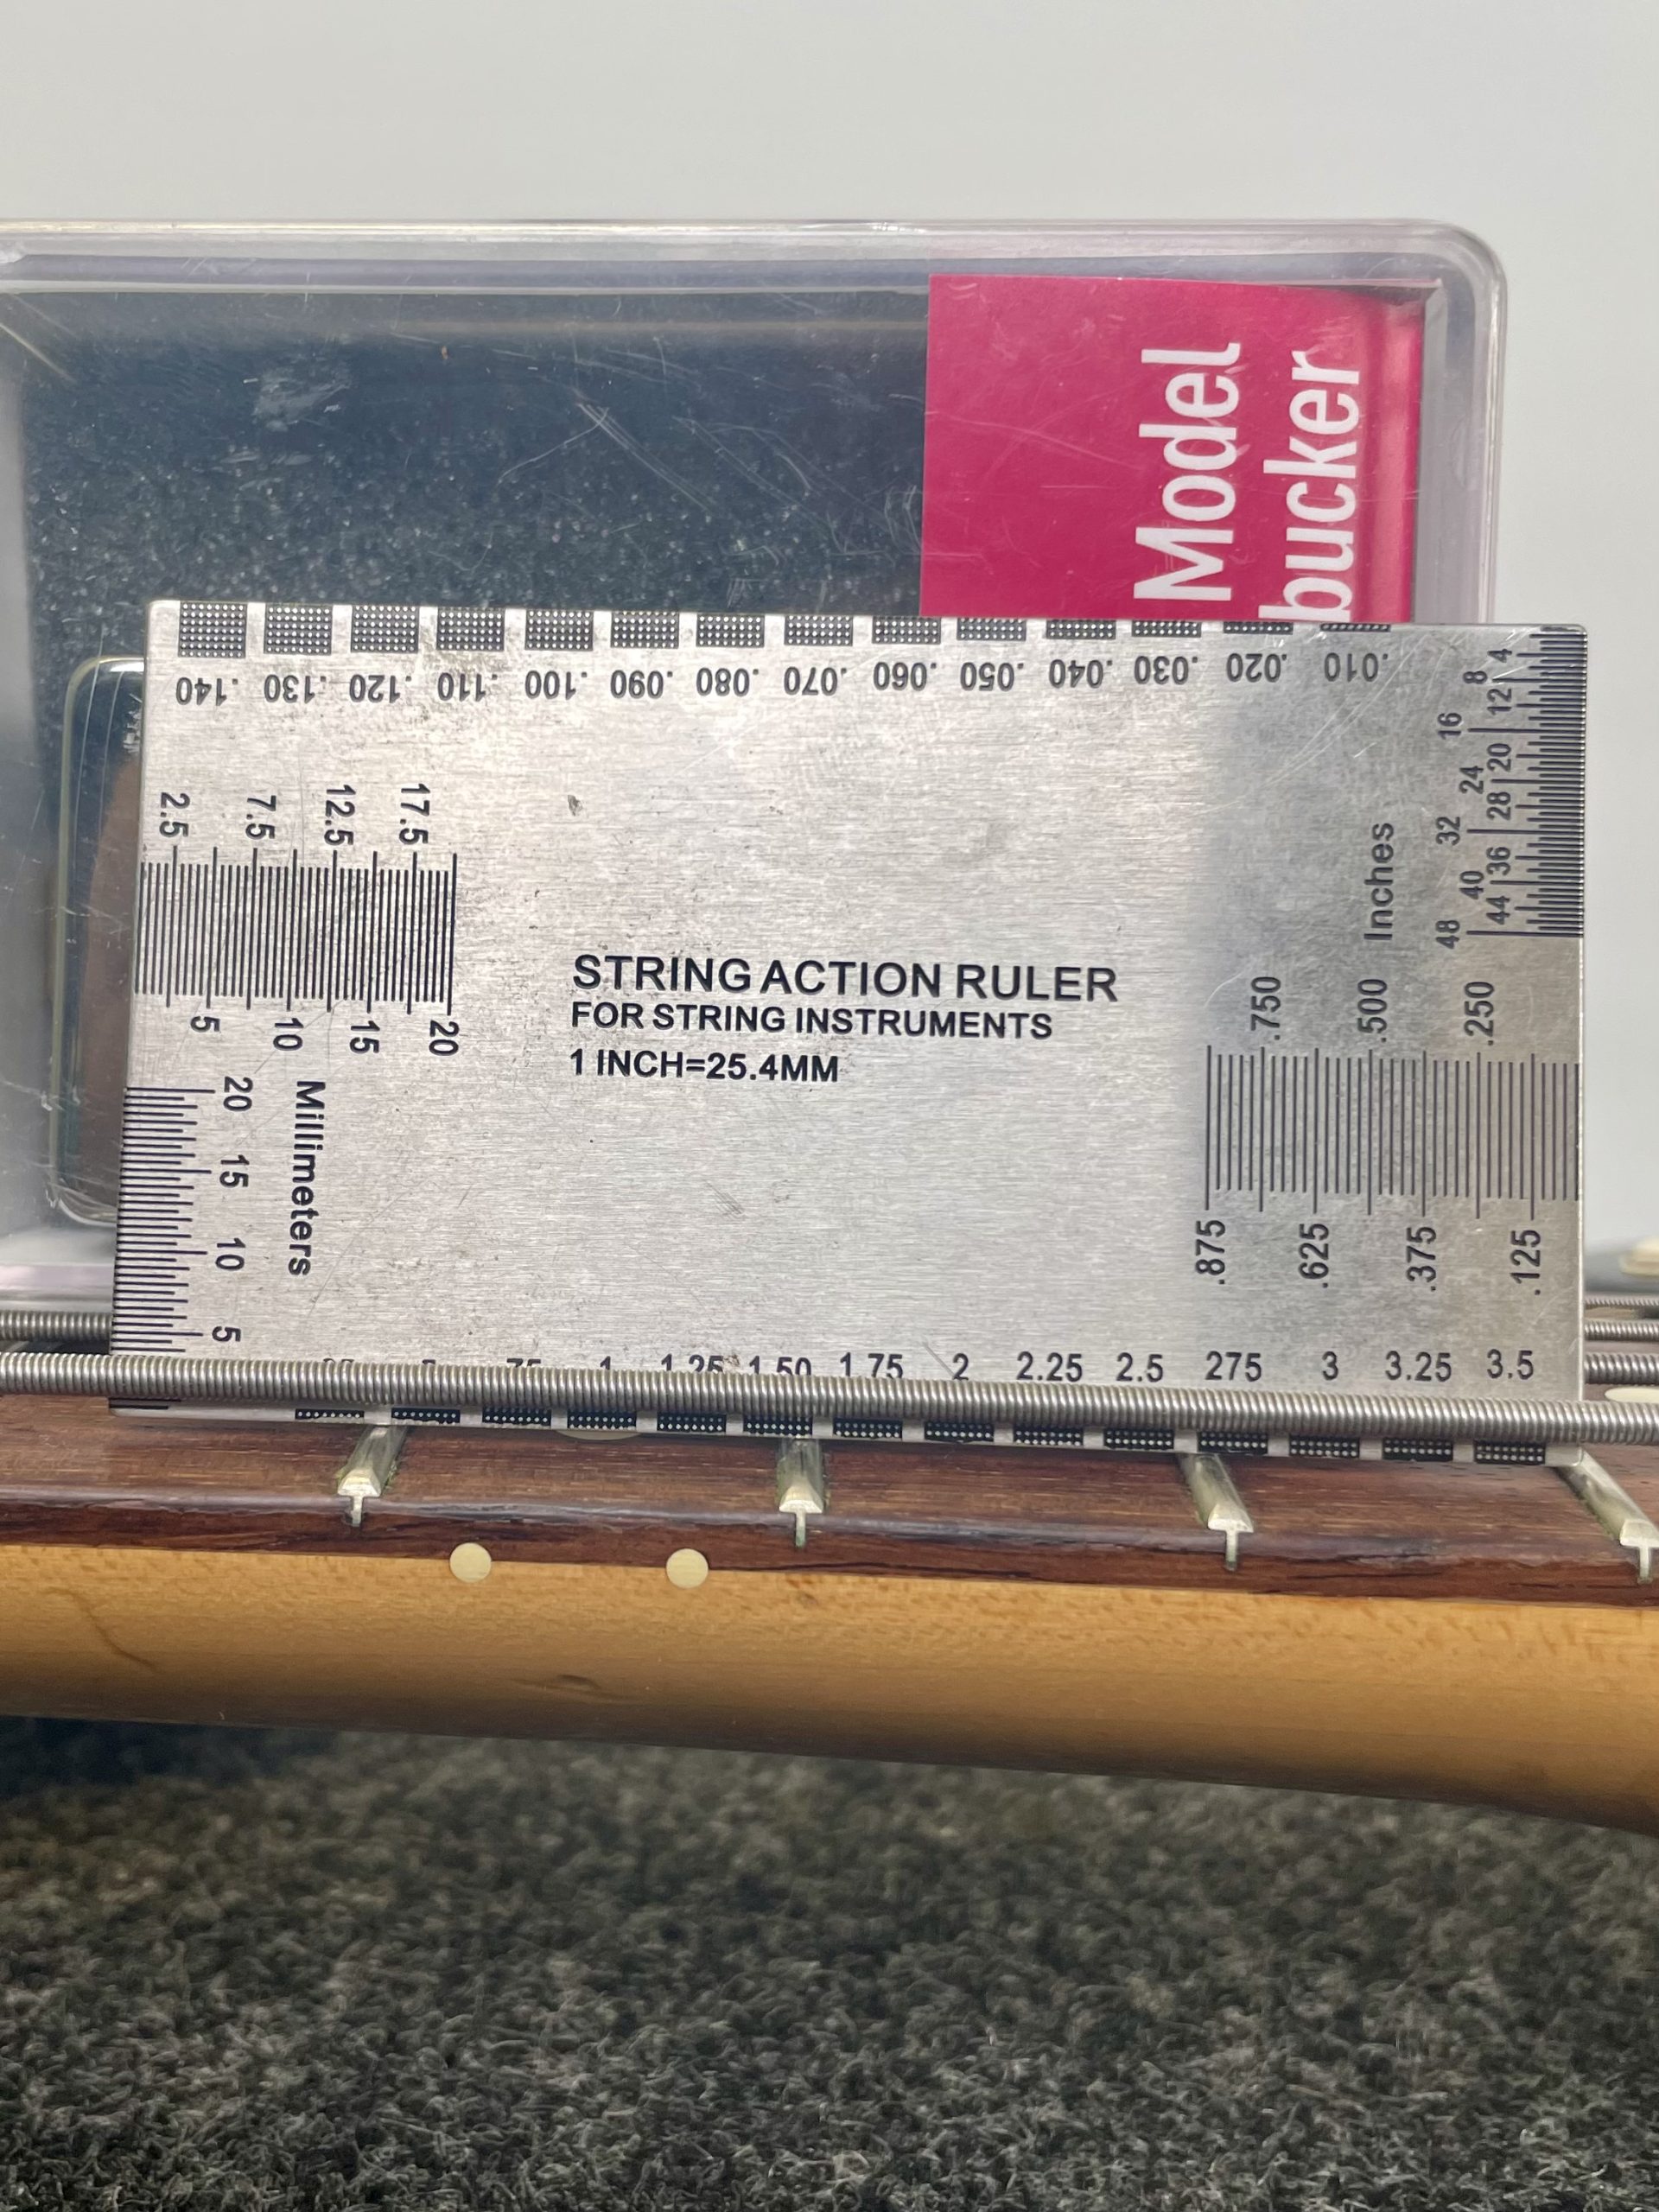 Model
bucker
.140 .130 .120 .110 .100 .090 .080 .070 .060 .050 .040 .030 .020 .010
2.5 7.5 12.5 17.5
5 10 15 20
Millimeters
20 15 10 5
STRING ACTION RULER
FOR STRING INSTRUMENTS
1 INCH=25.4MM
4 8 12 16 20 24 28 32 36 40 44 48
Inches
.750 .500 .250
.875 .625 .375 .125
1 1.25 1.50 1.75 2 2.25 2.5 275 3 3.25 3.5